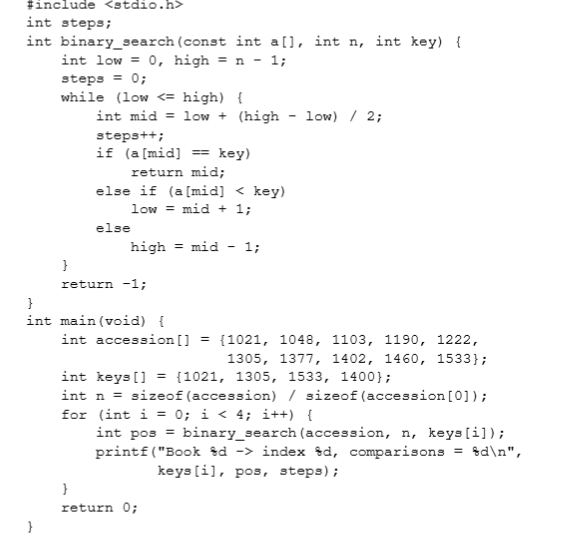 #include <stdio.h>
int steps;
int binary_search(const int a[], int n, int key) {
    int low = 0, high = n - 1;
    steps = 0;
    while (low <= high) {
        int mid = low + (high - low) / 2;
        steps++;
        if (a[mid] == key)
            return mid;
        else if (a[mid] < key)
            low = mid + 1;
        else
            high = mid - 1;
    }
    return -1;
}
int main(void) {
    int accession[] = {1021, 1048, 1103, 1190, 1222,
                       1305, 1377, 1402, 1460, 1533};
    int keys[] = {1021, 1305, 1533, 1400};
    int n = sizeof(accession) / sizeof(accession[0]);
    for (int i = 0; i < 4; i++) {
        int pos = binary_search(accession, n, keys[i]);
        printf("Book %d -> index %d, comparisons = %d\n",
               keys[i], pos, steps);
    }
    return 0;
}